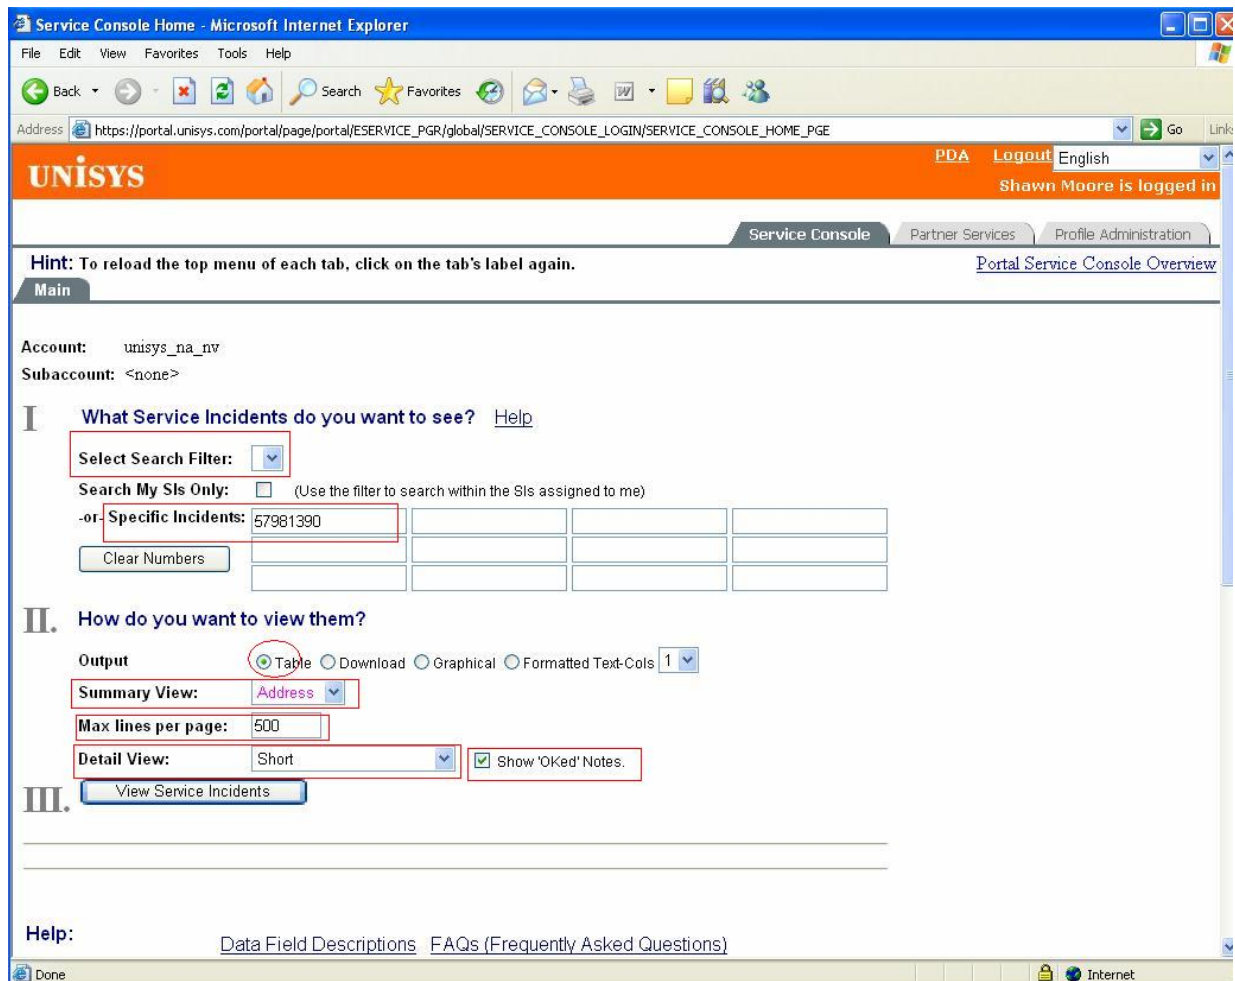 Service Console Home - Microsoft Internet Explorer
File Edit View Favorites Tools Help
Back Search Favorites
Address https://portal.unisys.com/portal/page/portal/ESERVICE_PGR/global/SERVICE_CONSOLE_LOGIN/SERVICE_CONSOLE_HOME_PGE Go Links
UNISYS
PDA Logout English
Shawn Moore is logged in
Service Console Partner Services Profile Administration
Hint: To reload the top menu of each tab, click on the tab's label again. Portal Service Console Overview
Main
Account: unisys_na_nv
Subaccount: <none>
I What Service Incidents do you want to see? Help
Select Search Filter:
Search My SIs Only: (Use the filter to search within the SIs assigned to me)
-or- Specific Incidents: 57981390
Clear Numbers
II. How do you want to view them?
Output Table Download Graphical Formatted Text-Cols 1
Summary View: Address
Max lines per page: 500
Detail View: Short Show 'OKed' Notes.
III. View Service Incidents
Help: Data Field Descriptions FAQs (Frequently Asked Questions)
Done Internet